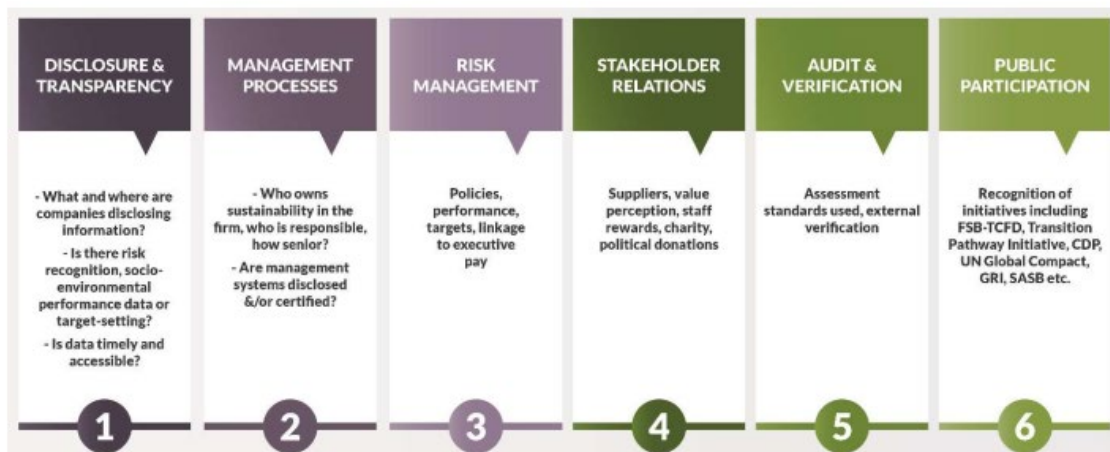 DISCLOSURE &
TRANSPARENCY
- What and where are
companies disclosing
information?
- Is there risk
recognition, socio-
environmental
performance data or
target-setting?
- Is data timely and
accessible?
1
MANAGEMENT
PROCESSES
- Who owns
sustainability in the
firm, who is responsible,
how senior?
- Are management
systems disclosed
&/or certified?
2
RISK
MANAGEMENT
Policies,
performance,
targets, linkage
to executive
pay
3
STAKEHOLDER
RELATIONS
Suppliers, value
perception, staff
rewards, charity,
political donations
4
AUDIT &
VERIFICATION
Assessment
standards used, external
verification
5
PUBLIC
PARTICIPATION
Recognition of
initiatives including
FSB-TCFD, Transition
Pathway Initiative, CDP,
UN Global Compact,
GRI, SASB etc.
6